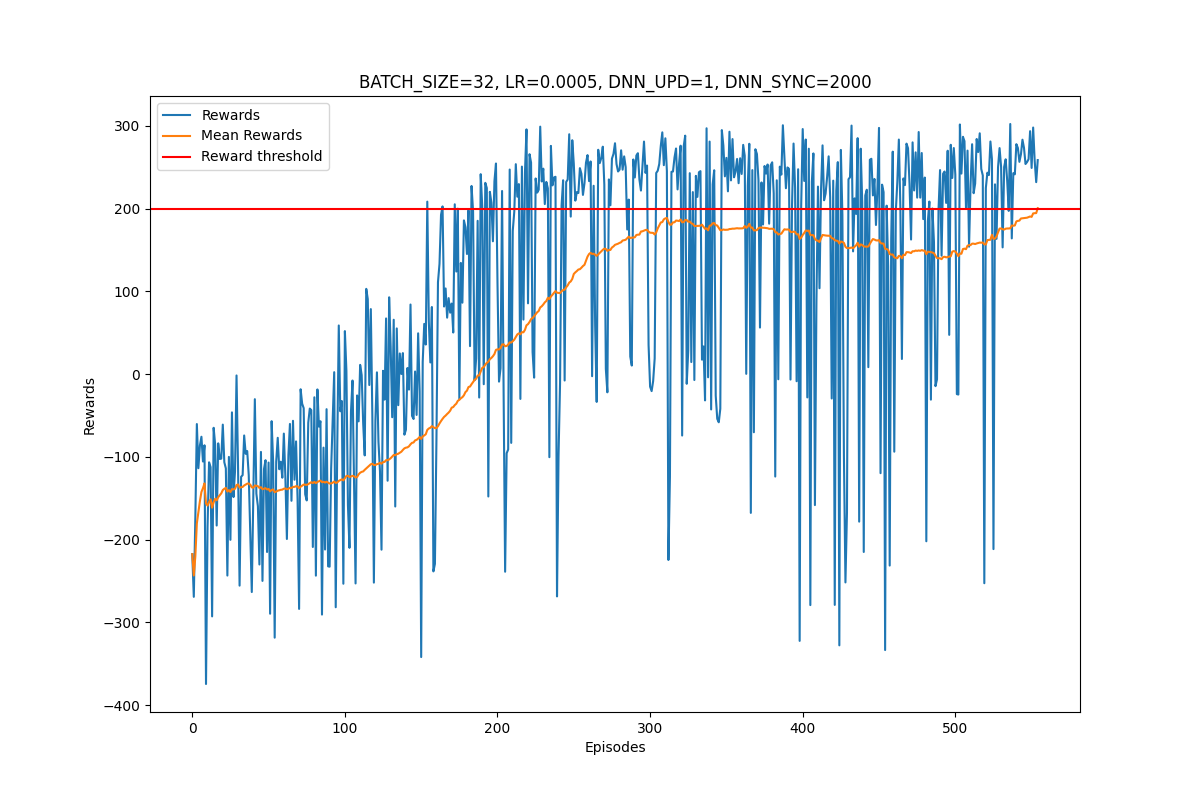 BATCH_SIZE=32, LR=0.0005, DNN_UPD=1, DNN_SYNC=2000
Rewards
Mean Rewards
Reward threshold
300
200
100
0
−100
−200
−300
−400
Rewards
0 100 200 300 400 500
Episodes